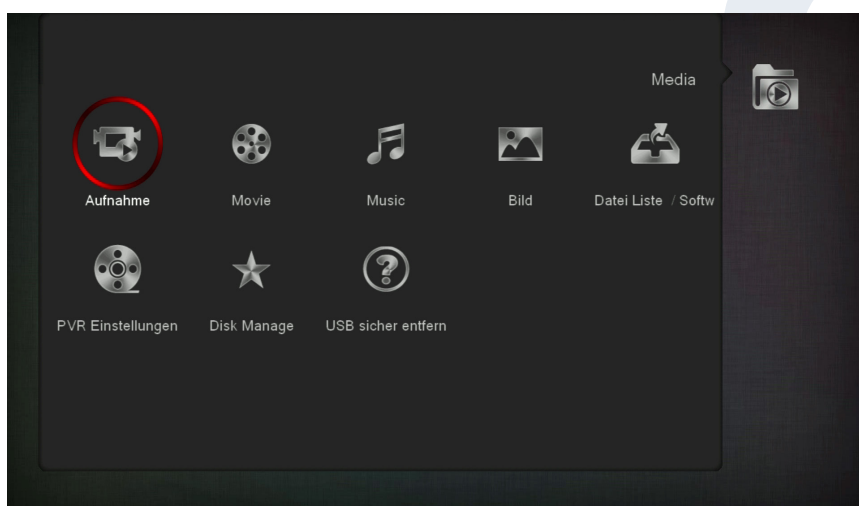 Media
Aufnahme
Movie
Music
Bild
Datei Liste / Softw
PVR Einstellungen
Disk Manage
USB sicher entfern